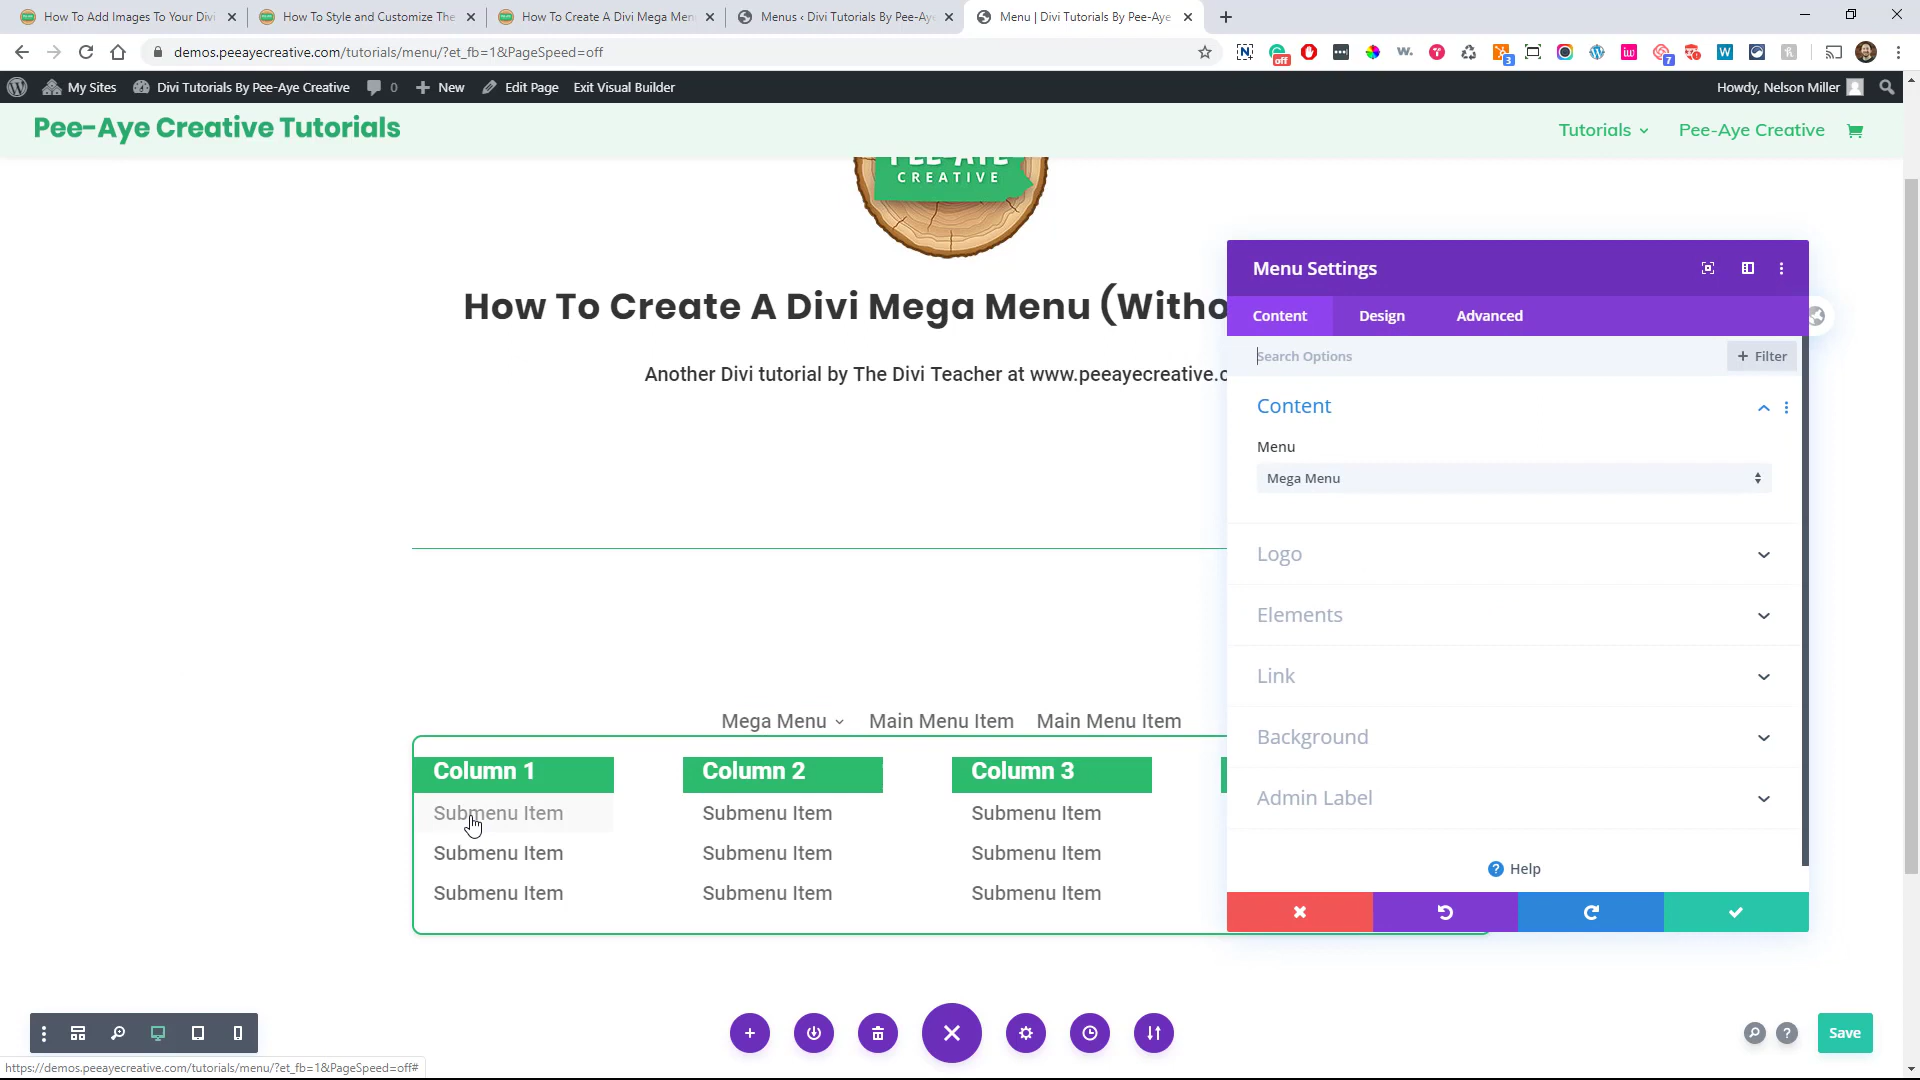 How To Add Images To Your Divi
How To Style and Customize The
How To Create A Divi Mega Men
Menus ‹ Divi Tutorials By Pee-Aye
Menu | Divi Tutorials By Pee-Aye
demos.peeayecreative.com/tutorials/menu/?et_fb=1&PageSpeed=off
off
3
7
My Sites
Divi Tutorials By Pee-Aye Creative
0
New
Edit Page
Exit Visual Builder
Howdy, Nelson Miller
Pee-Aye Creative Tutorials
Tutorials
Pee-Aye Creative
PEE-AYE
CREATIVE
How To Create A Divi Mega Menu (Witho
Another Divi tutorial by The Divi Teacher at www.peeayecreative.c
Mega Menu
Main Menu Item
Main Menu Item
Column 1
Column 2
Column 3
Submenu Item
Submenu Item
Submenu Item
Submenu Item
Submenu Item
Submenu Item
Submenu Item
Submenu Item
Submenu Item
Menu Settings
Content
Design
Advanced
Search Options
+ Filter
Content
Menu
Mega Menu
Logo
Elements
Link
Background
Admin Label
? Help
Save
https://demos.peeayecreative.com/tutorials/menu/?et_fb=1&PageSpeed=off#